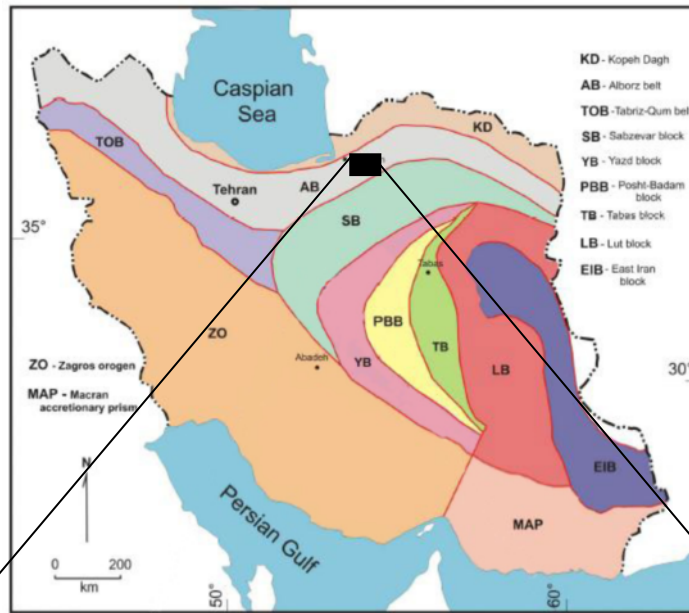 Caspian
Sea
KD
TOB
AB
Tehran
SB
35°
Tabas
PBB
ZO
TB
YB
LB
Abadeh
30°
EIB
MAP
Persian Gulf
KD - Kopeh Dagh
AB - Alborz belt
TOB - Tabriz-Qum belt
SB - Sabzevar block
YB - Yazd block
PBB - Posht-Badam
block
TB - Tabas block
LB - Lut block
EIB - East Iran
block
ZO - Zagros orogen
MAP - Macran
accretionary prism
N
0 200
km
50°
60°